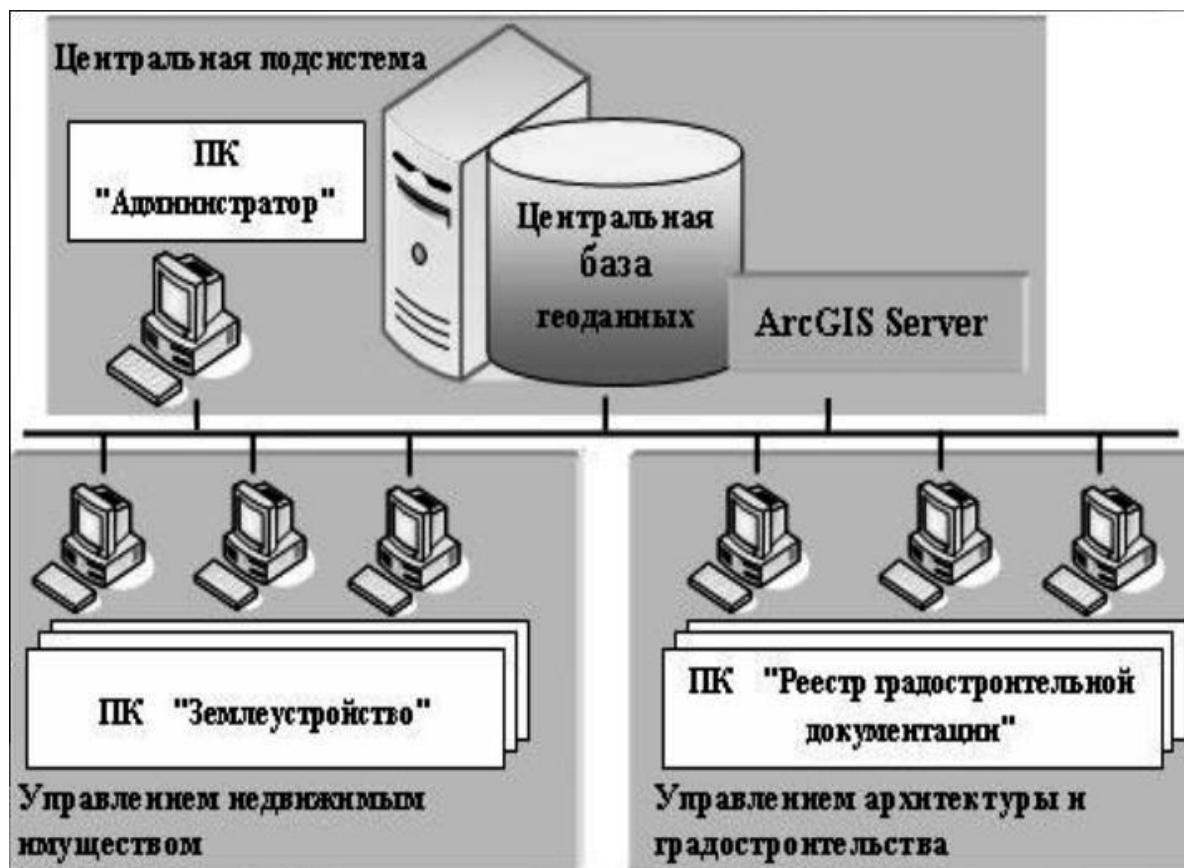 Центральная подсистема
ПК
"Администратор"
Центральная
база
геоданных
ArcGIS Server
ПК "Землеустройство"
Управлением недвижимым
имуществом
ПК "Реестр градостроительной
документации"
Управлением архитектуры и
градостроительства